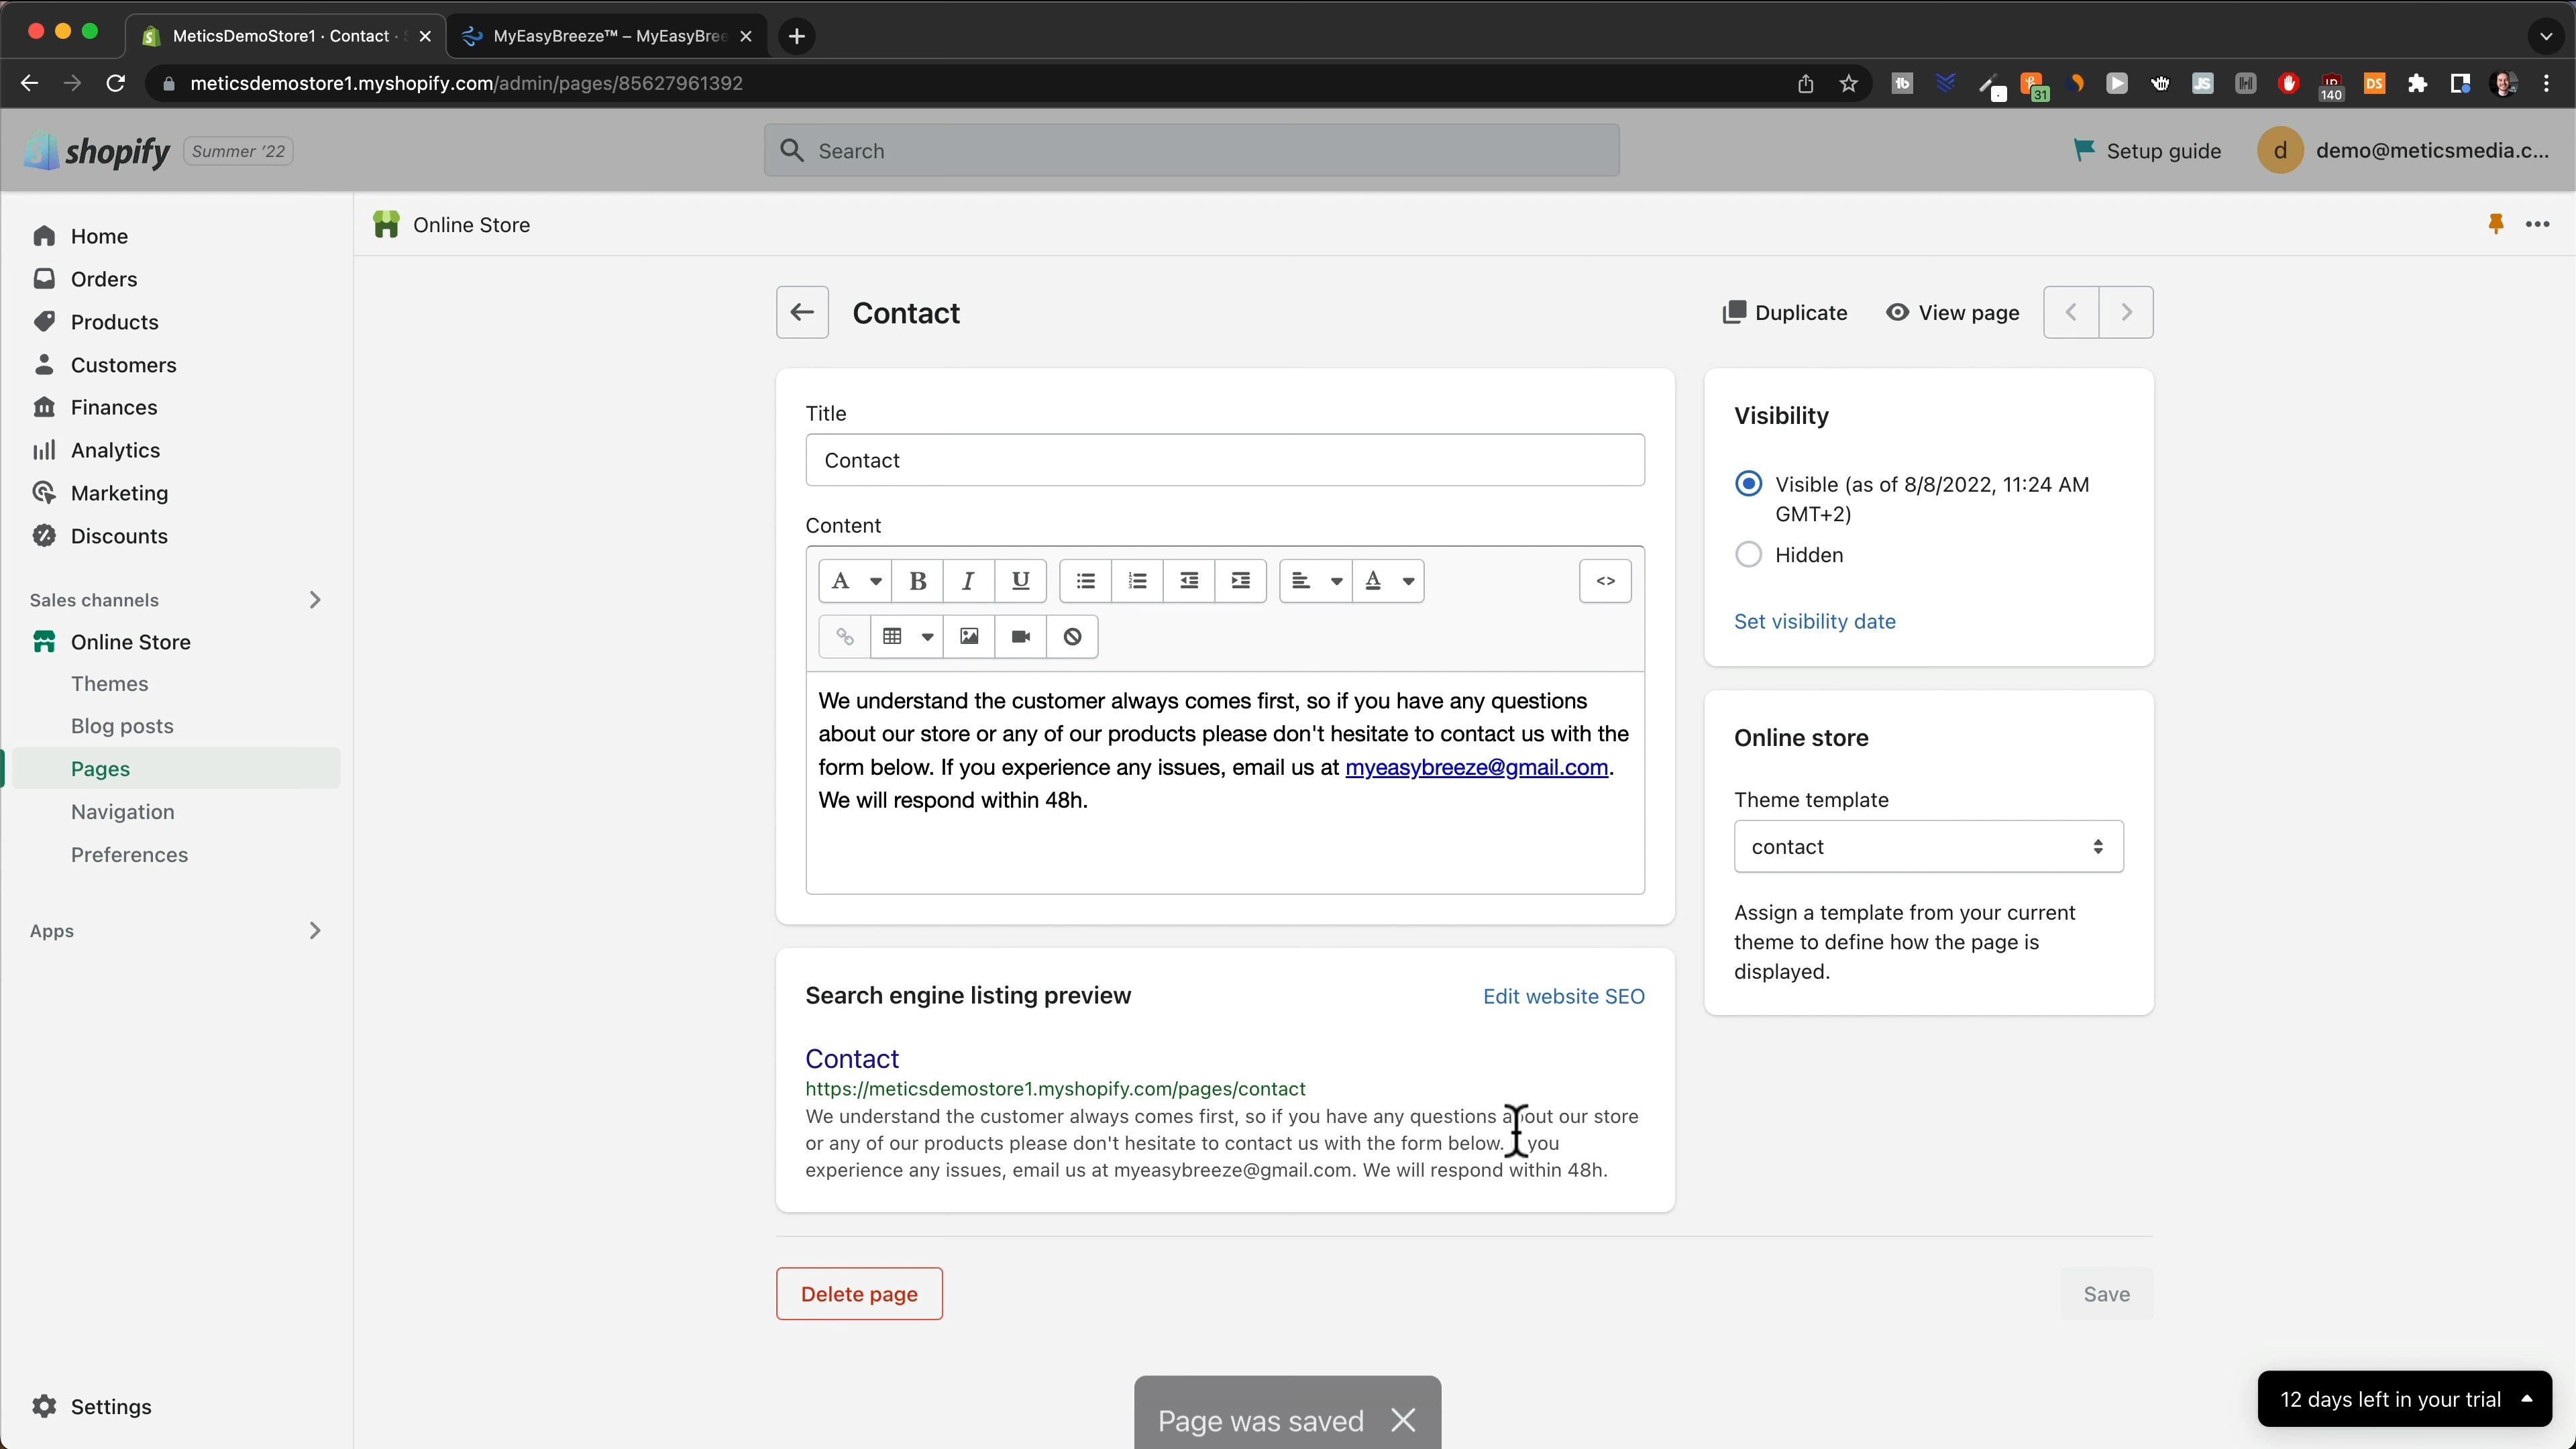 MeticsDemoStore1 · Contact ·
MyEasyBreeze™ – MyEasyBree
meticsdemostore1.myshopify.com/admin/pages/85627961392
31
JS
140
DS
shopify
Summer ’22
Search
Setup guide
d
demo@meticsmedia.c...
Home
Orders
Products
Customers
Finances
Analytics
Marketing
Discounts
Sales channels
Online Store
Themes
Blog posts
Pages
Navigation
Preferences
Apps
Settings
Online Store
Contact
Duplicate
View page
Title
Contact
Content
A
B
I
U
A
<>
We understand the customer always comes first, so if you have any questions
about our store or any of our products please don't hesitate to contact us with the
form below. If you experience any issues, email us at myeasybreeze@gmail.com.
We will respond within 48h.
Search engine listing preview
Edit website SEO
Contact
https://meticsdemostore1.myshopify.com/pages/contact
We understand the customer always comes first, so if you have any questions about our store
or any of our products please don't hesitate to contact us with the form below. If you
experience any issues, email us at myeasybreeze@gmail.com. We will respond within 48h.
Delete page
Save
Visibility
Visible (as of 8/8/2022, 11:24 AM
GMT+2)
Hidden
Set visibility date
Online store
Theme template
contact
Assign a template from your current
theme to define how the page is
displayed.
Page was saved
12 days left in your trial